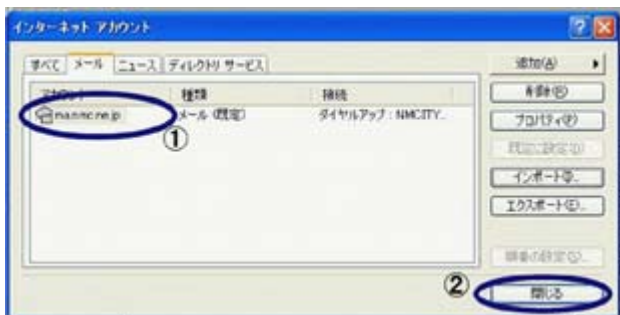 インターネット アカウント
すべて メール ニュース ディレクトリ サービス
アカウント 種類 接続
メール (既定) ダイヤルアップ : NMCITY...
①
追加(A)
削除(R)
プロパティ(P)
既定に設定(D)
インポート(I)...
エクスポート(E)...
順番の設定(S)...
②
閉じる